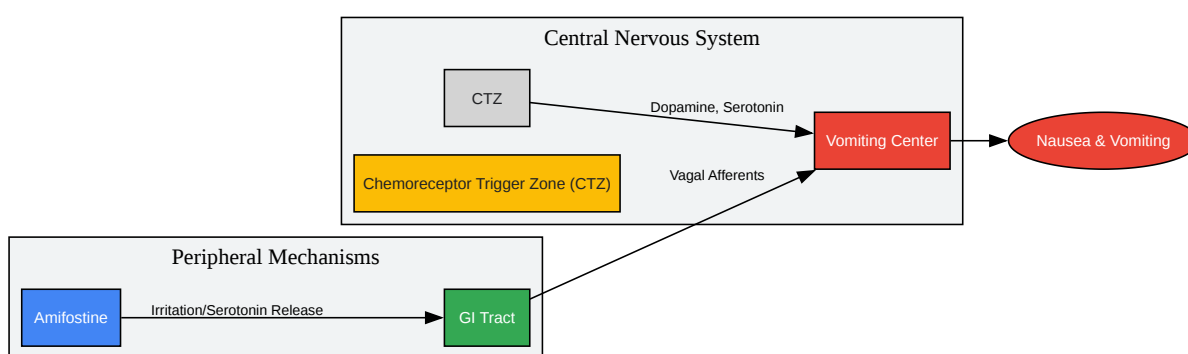 Central Nervous System
CTZ
Dopamine, Serotonin
Vomiting Center
Nausea & Vomiting
Chemoreceptor Trigger Zone (CTZ)
Vagal Afferents
Peripheral Mechanisms
Amifostine
Irritation/Serotonin Release
GI Tract